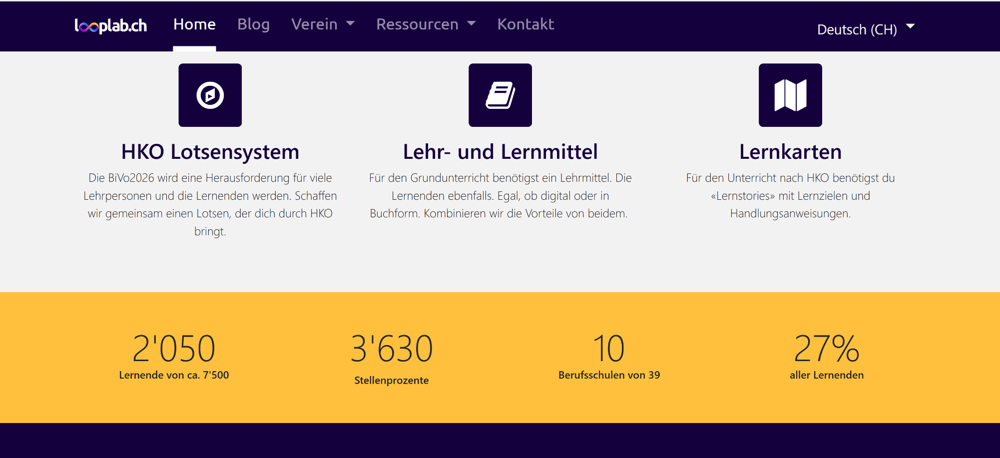 looplab.ch Home Blog Verein Ressourcen Kontakt Deutsch (CH)
HKO Lotsensystem
Die BiVo2026 wird eine Herausforderung für viele
Lehrpersonen und die Lernenden werden. Schaffen
wir gemeinsam einen Lotsen, der dich durch HKO
bringt.
Lehr- und Lernmittel
Für den Grundunterricht benötigst ein Lehrmittel. Die
Lernenden ebenfalls. Egal, ob digital oder in
Buchform. Kombinieren wir die Vorteile von beidem.
Lernkarten
Für den Unterricht nach HKO benötigst du
«Lernstories» mit Lernzielen und
Handlungsanweisungen.
2'050
Lernende von ca. 7'500
3'630
Stellenprozente
10
Berufsschulen von 39
27%
aller Lernenden